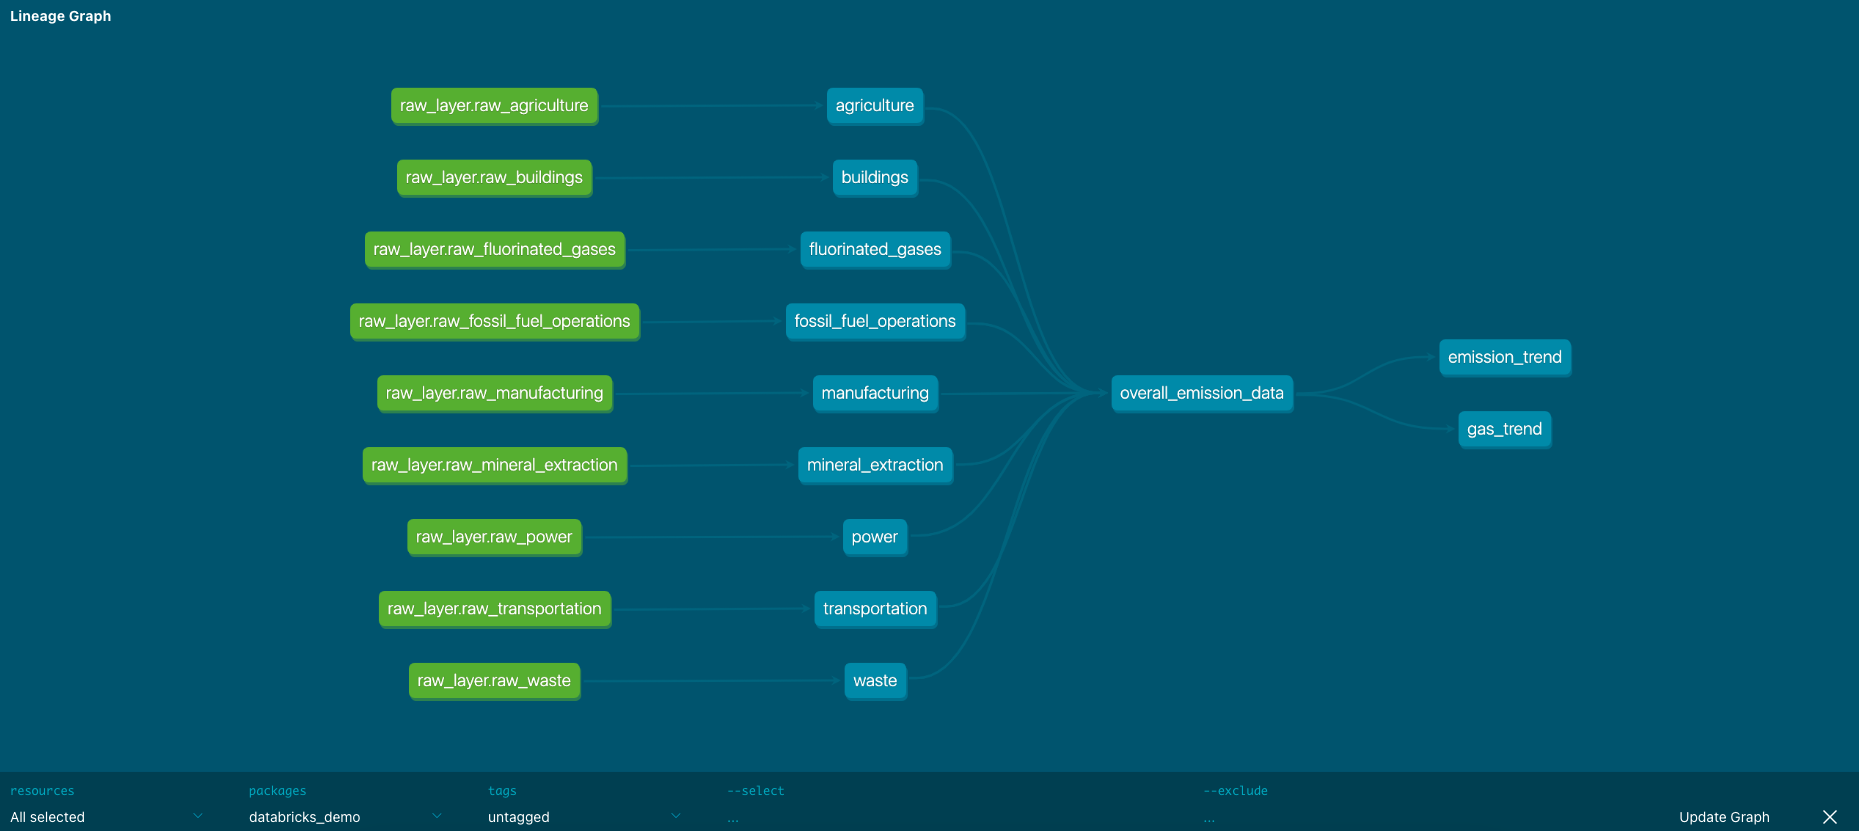 Lineage Graph
raw_layer.raw_agriculture
agriculture
raw_layer.raw_buildings
buildings
raw_layer.raw_fluorinated_gases
fluorinated_gases
raw_layer.raw_fossil_fuel_operations
fossil_fuel_operations
emission_trend
raw_layer.raw_manufacturing
manufacturing
overall_emission_data
gas_trend
raw_layer.raw_mineral_extraction
mineral_extraction
raw_layer.raw_power
power
raw_layer.raw_transportation
transportation
raw_layer.raw_waste
waste
resources
packages
tags
--select
--exclude
All selected
databricks_demo
untagged
...
...
Update Graph